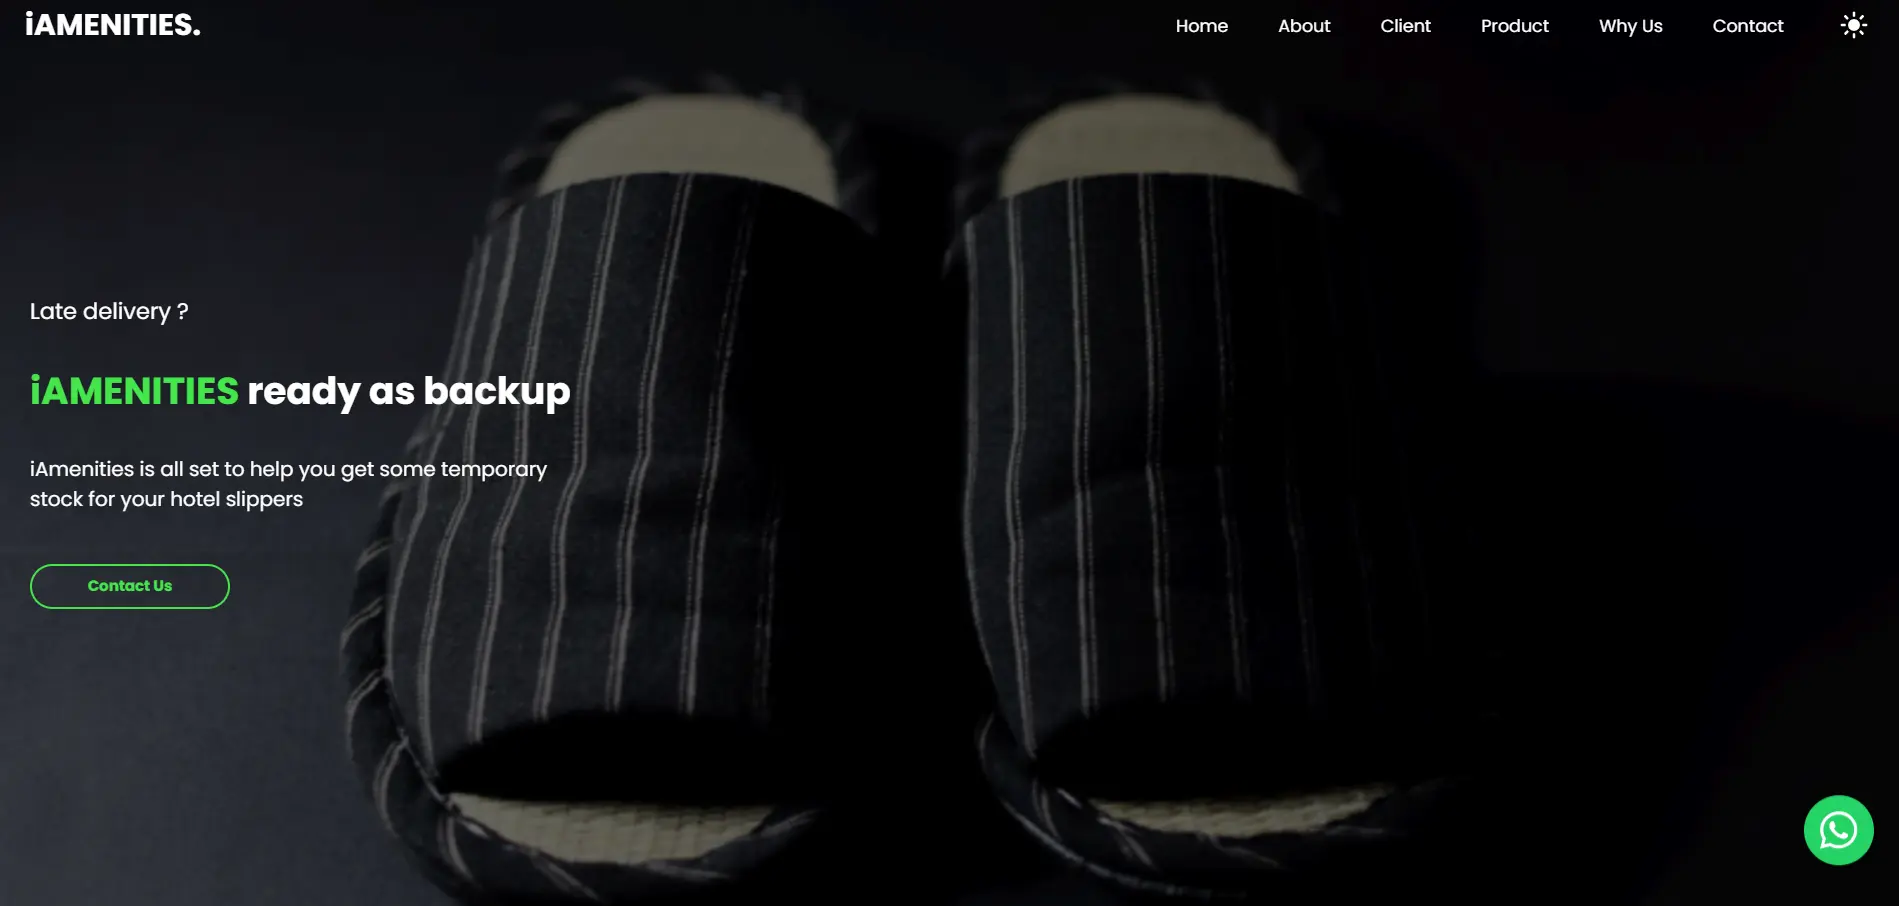 iAMENITIES.
Home
About
Client
Product
Why Us
Contact
Late delivery ?
iAMENITIES ready as backup
iAmenities is all set to help you get some temporary
stock for your hotel slippers
Contact Us